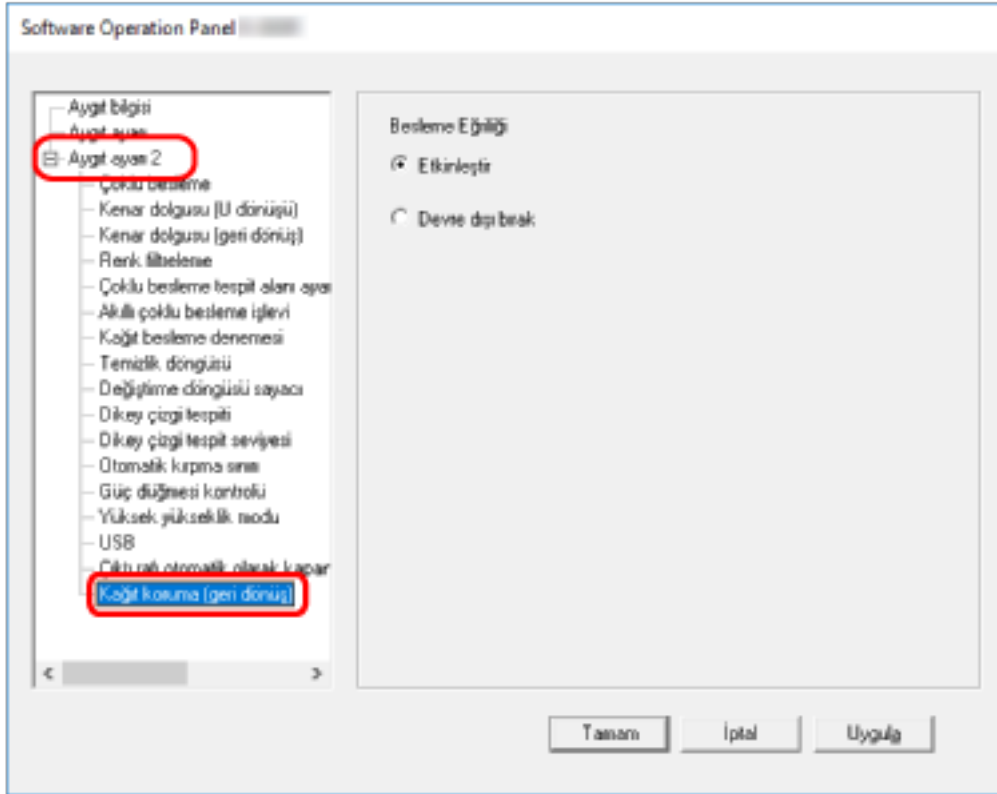 Software Operation Panel
Aygıt bilgisi
Aygıt ayarı
Aygıt ayarı 2
Çoklu besleme
Kenar dolgusu (U dönüşü)
Kenar dolgusu (geri dönüş)
Renk filtreleme
Çoklu besleme tespit alanı ayar
Akıllı çoklu besleme işlevi
Kağıt besleme denemesi
Temizlik döngüsü
Değiştirme döngüsü sayacı
Dikey çizgi tespiti
Dikey çizgi tespit seviyesi
Otomatik kırpma sınırı
Güç düğmesi kontrolü
Yüksek yükseklik modu
USB
Çıktı rafı otomatik olarak kapan
Kağıt koruma (geri dönüş)
Besleme Eğriliği
Etkinleştir
Devre dışı bırak
Tamam
İptal
Uygula